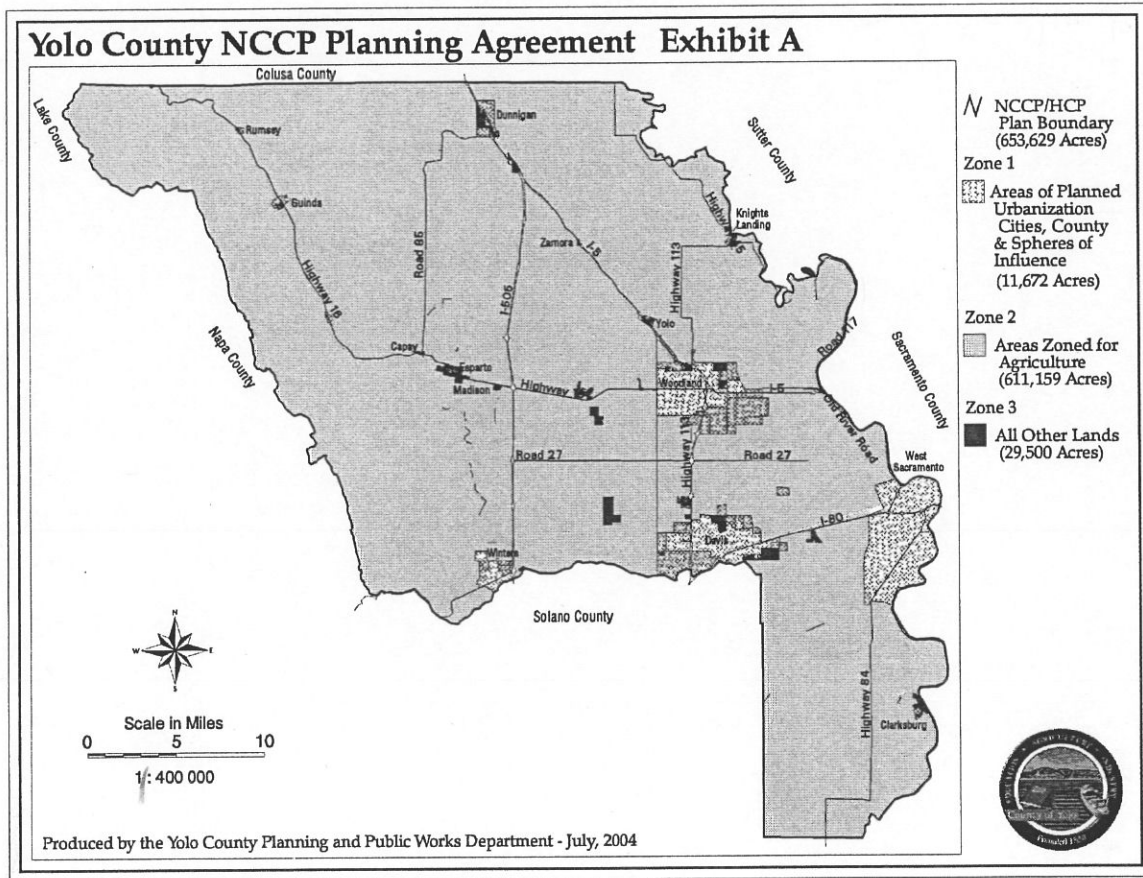 Yolo County NCCP Planning Agreement Exhibit A
Colusa County
Lake County
Rumsey
Dunnigan
Sutter County
Guinda
Road 85
Zamora
I-5
Highway 113
Knights
Landing
Highway 16
I-505
Yolo
Road 117
Napa County
Capay
Esparto
Madison
Highway
Woodland
I-5
Sacramento County
Old River Road
Road 27
Highway 113
Road 27
West
Sacramento
I-80
Winters
Davis
Solano County
Highway 84
Clarksburg
N
W
E
S
Scale in Miles
0 5 10
1: 400 000
Produced by the Yolo County Planning and Public Works Department - July, 2004
NCCP/HCP
Plan Boundary
(653,629 Acres)
Zone 1
Areas of Planned
Urbanization
Cities, County
& Spheres of
Influence
(11,672 Acres)
Zone 2
Areas Zoned for
Agriculture
(611,159 Acres)
Zone 3
All Other Lands
(29,500 Acres)
County of Yolo
Founded 1850